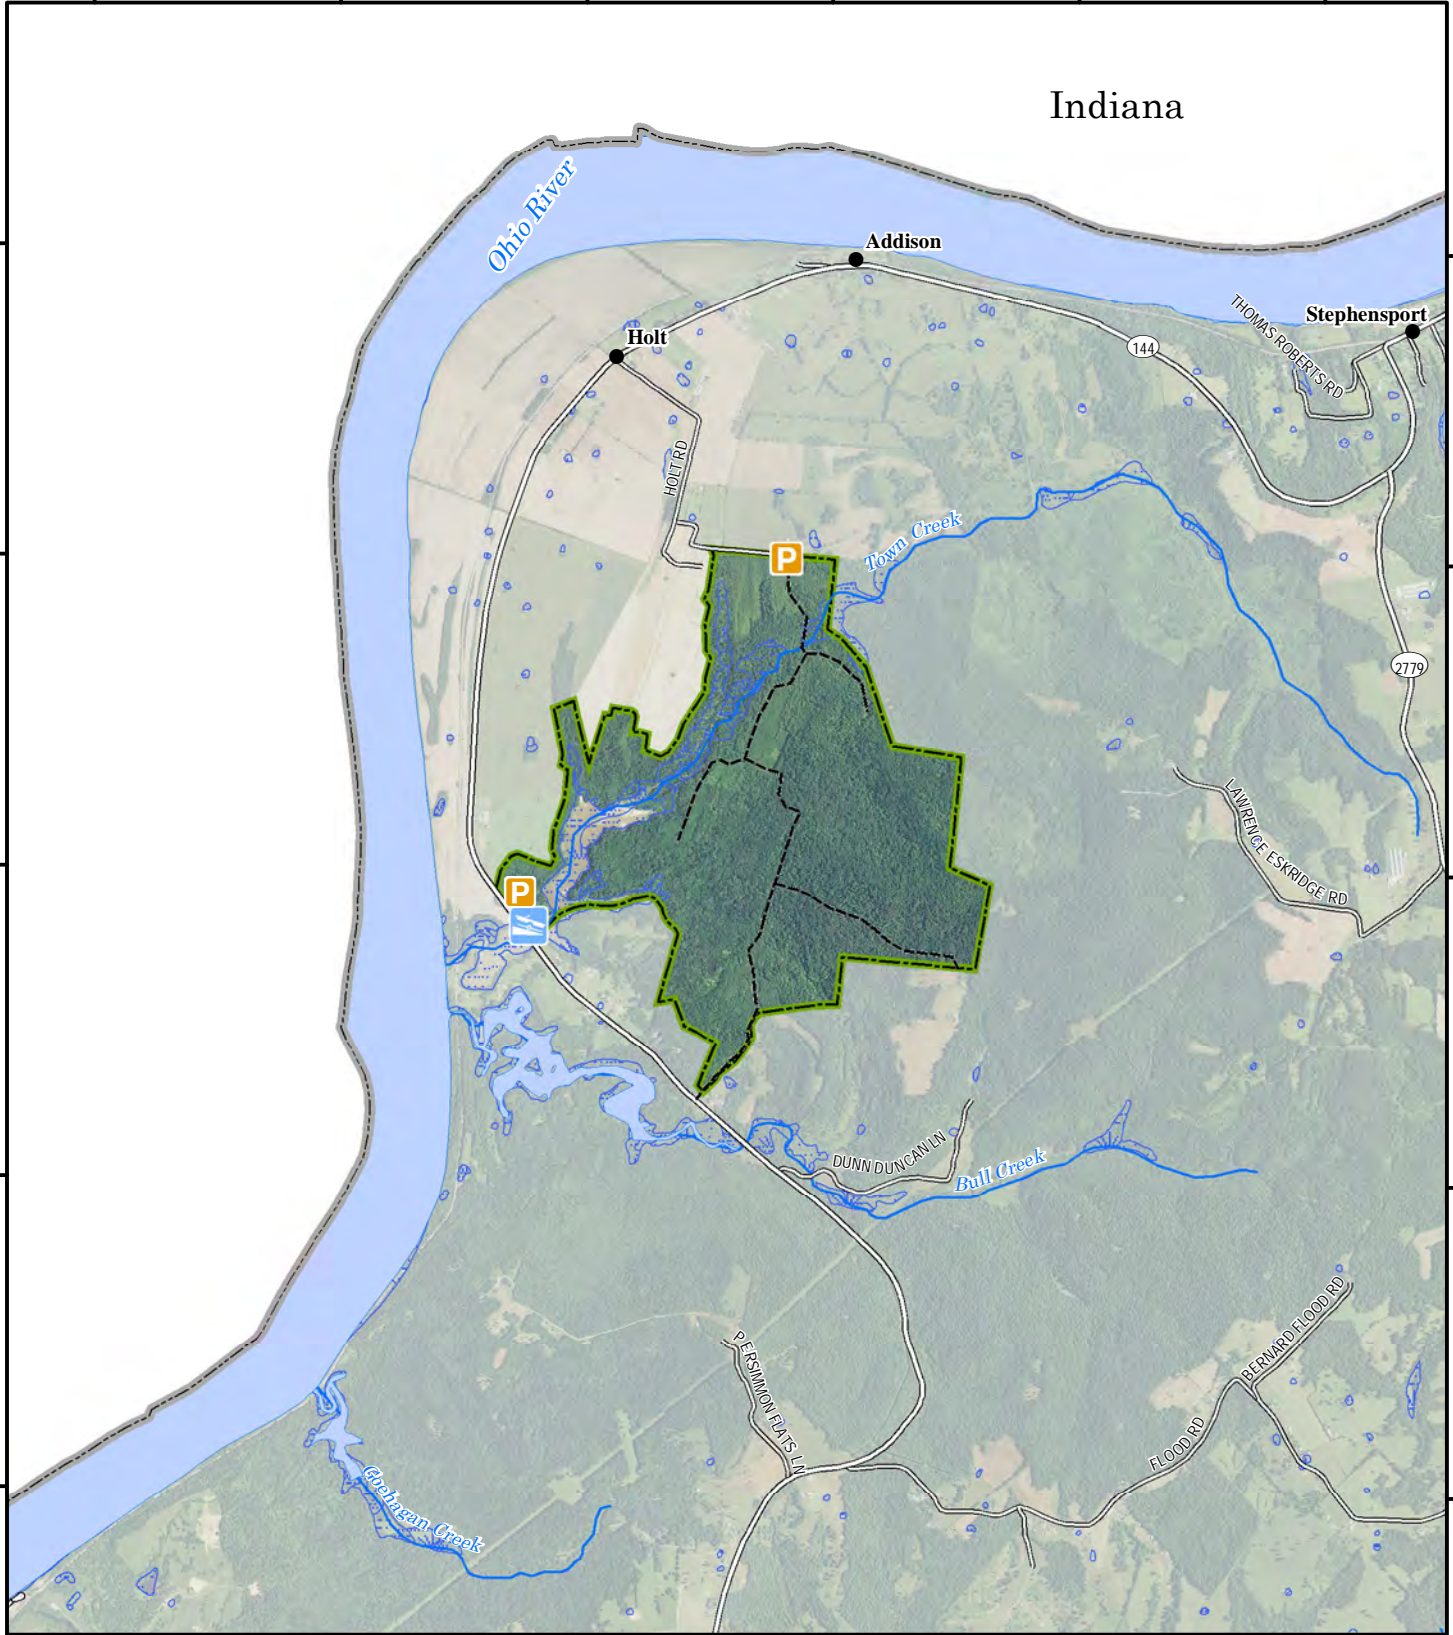 Indiana
Ohio River
Addison
THOMAS ROBERTS RD
Stephensport
Holt
144
HOLT RD
Town Creek
P
2779
LAWRENCE ESKRIDGE RD
P
DUNN DUNCAN LN
Bull Creek
BERNARD FLOOD RD
PERSIMMON FLATS LN
FLOOD RD
Goehagan Creek